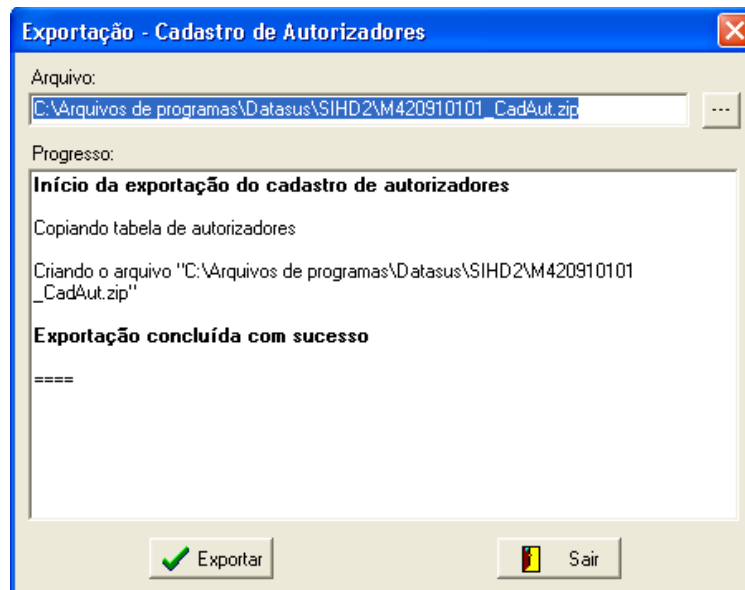 Exportação - Cadastro de Autorizadores
Arquivo:
C:\Arquivos de programas\Datasus\SIHD2\M420910101_CadAut.zip
...
Progresso:
Início da exportação do cadastro de autorizadores
Copiando tabela de autorizadores
Criando o arquivo "C:\Arquivos de programas\Datasus\SIHD2\M420910101
_CadAut.zip"
Exportação concluída com sucesso
====
Exportar
Sair